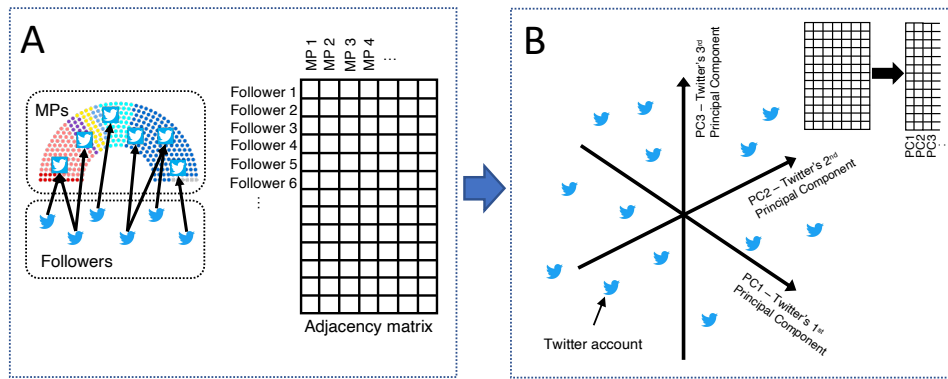 A
MP 1
MP 2
MP 3
MP 4
...
MPs
Followers
Follower 1
Follower 2
Follower 3
Follower 4
Follower 5
Follower 6
...
Adjacency matrix
B
PC3 – Twitter's 3rd
Principal Component
PC2 – Twitter's 2nd
Principal Component
PC1 – Twitter's 1st
Principal Component
Twitter account
PC1
PC2
PC3
...